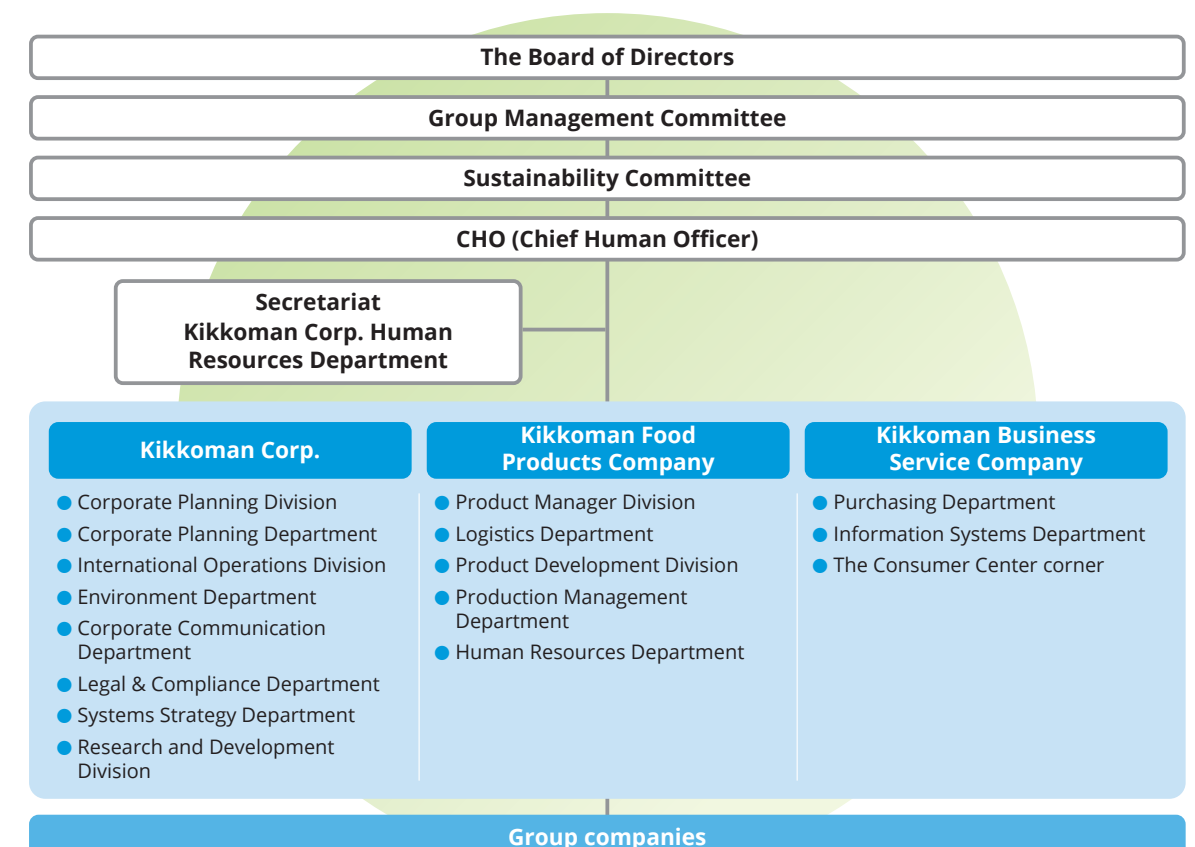 The Board of Directors
Group Management Committee
Sustainability Committee
CHO (Chief Human Officer)
Secretariat
Kikkoman Corp. Human
Resources Department
Kikkoman Corp.
Corporate Planning Division
Corporate Planning Department
International Operations Division
Environment Department
Corporate Communication
Department
Legal & Compliance Department
Systems Strategy Department
Research and Development
Division
Kikkoman Food
Products Company
Product Manager Division
Logistics Department
Product Development Division
Production Management
Department
Human Resources Department
Kikkoman Business
Service Company
Purchasing Department
Information Systems Department
The Consumer Center corner
Group companies